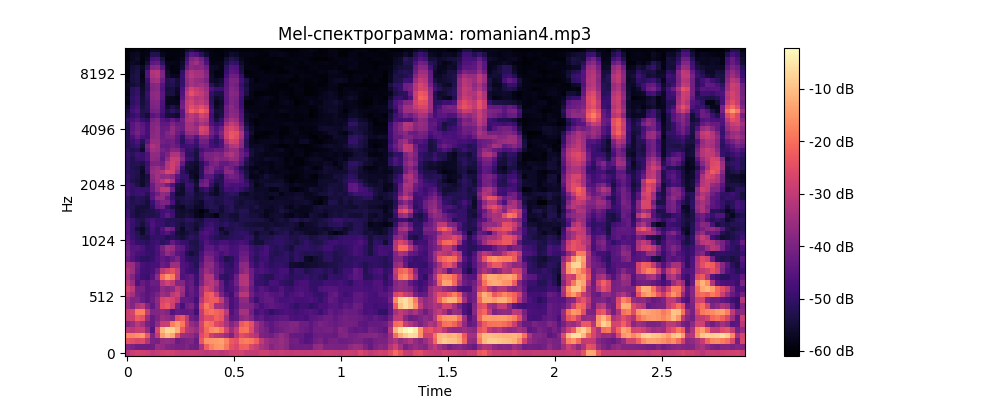 Mel-спектрограмма: romanian4.mp3
8192
4096
2048
1024
512
0
Hz
0 0.5 1 1.5 2 2.5
Time
-10 dB
-20 dB
-30 dB
-40 dB
-50 dB
-60 dB